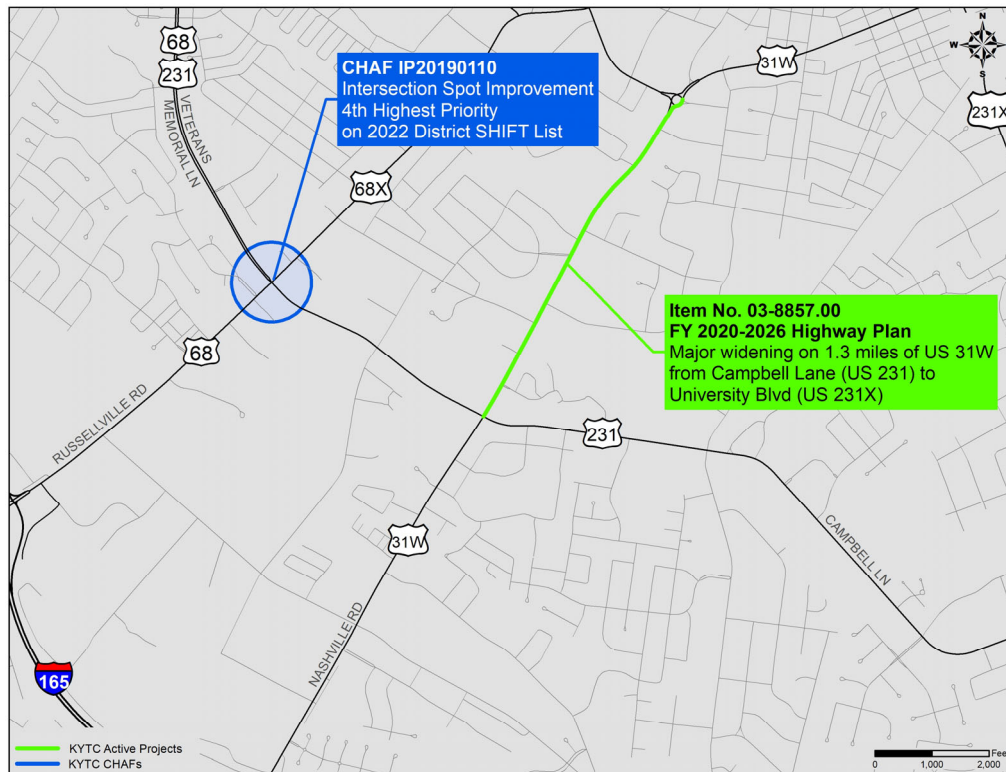 68
231
VETERANS
MEMORIAL LN
CHAF IP20190110
Intersection Spot Improvement
4th Highest Priority
on 2022 District SHIFT List
31W
N
W
E
S
231X
68X
Item No. 03-8857.00
FY 2020-2026 Highway Plan
Major widening on 1.3 miles of US 31W
from Campbell Lane (US 231) to
University Blvd (US 231X)
68
RUSSELLVILLE RD
231
31W
CAMPBELL LN
NASHVILLE RD
165
KYTC Active Projects
KYTC CHAFs
Fee
0 1,000 2,000